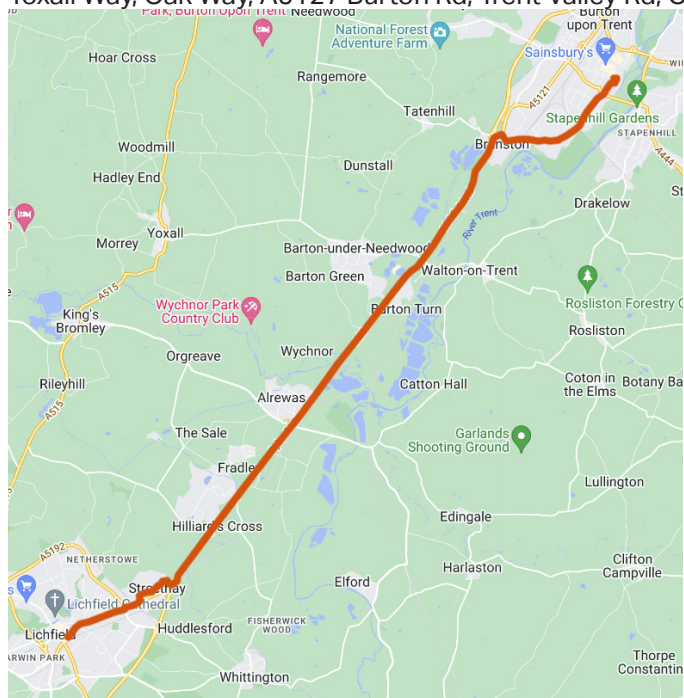 Yoxall Way, Oak Way, A5127 Burton Rd, Trent Valley Rd,
Park, Burton Upon Trent
Needwood
Burton
upon Trent
National Forest
Adventure Farm
Sainsbury's
Hoar Cross
Rangemore
A5121
Tatenhill
Stapenhill Gardens
Branston
STAPENHILL
A444
Woodmill
Dunstall
Hadley End
Drakelow
River Trent
Yoxall
Morrey
Barton-under-Needwood
Walton-on-Trent
Barton Green
A515
Rosliston Forestry
King's
Bromley
Wychnor Park
Country Club
Barton Turn
Rosliston
Wychnor
Orgreave
Rileyhill
Catton Hall
Coton in
the Elms
Botany
Alrewas
A515
The Sale
Garlands
Shooting Ground
Fradley
Lullington
Hilliard's Cross
Edingale
A5192
NETHERSTOWE
Clifton
Campville
Harlaston
Streethay
Elford
Lichfield Cathedral
Huddlesford
FISHERWICK
WOOD
Lichfield
DARWIN PARK
Whittington
Thorpe
Constantine